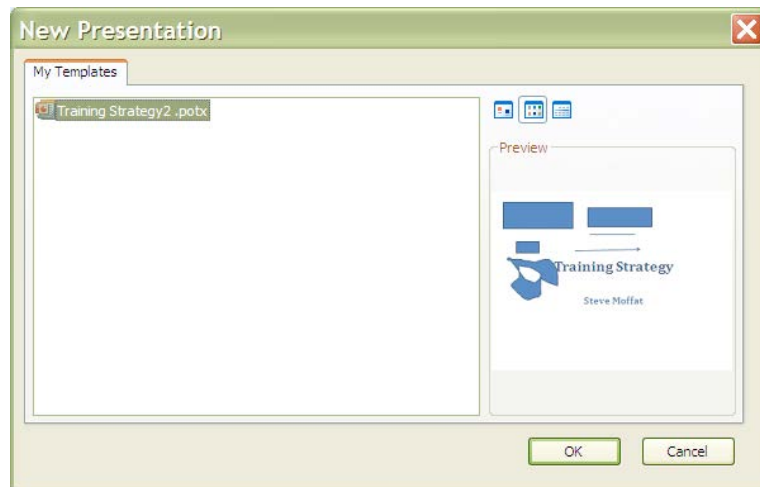 New Presentation
My Templates
Training Strategy2 .potx
Preview
Training Strategy
Steve Moffat
OK
Cancel